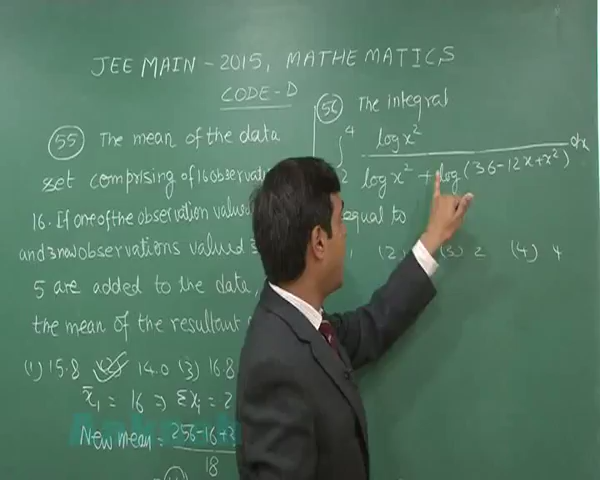 JEE MAIN - 2015, MATHEMATICS
CODE-D
(55) The mean of the data
set comprising of 16 observati
16. If one of the observation valued
and 3 new observations valued 3
5 are added to the data,
the mean of the resultant
(1) 15.8 (2) 14.0 (3) 16.8
x̄₁ = 16 ⇒ Σxᵢ = 2
New mean = 256-16+3
18
(56) The integral
∫₂⁴ log x² / (log x² + log (36-12x+x²)) dx
equal to
(2) (3) 2 (4) 4